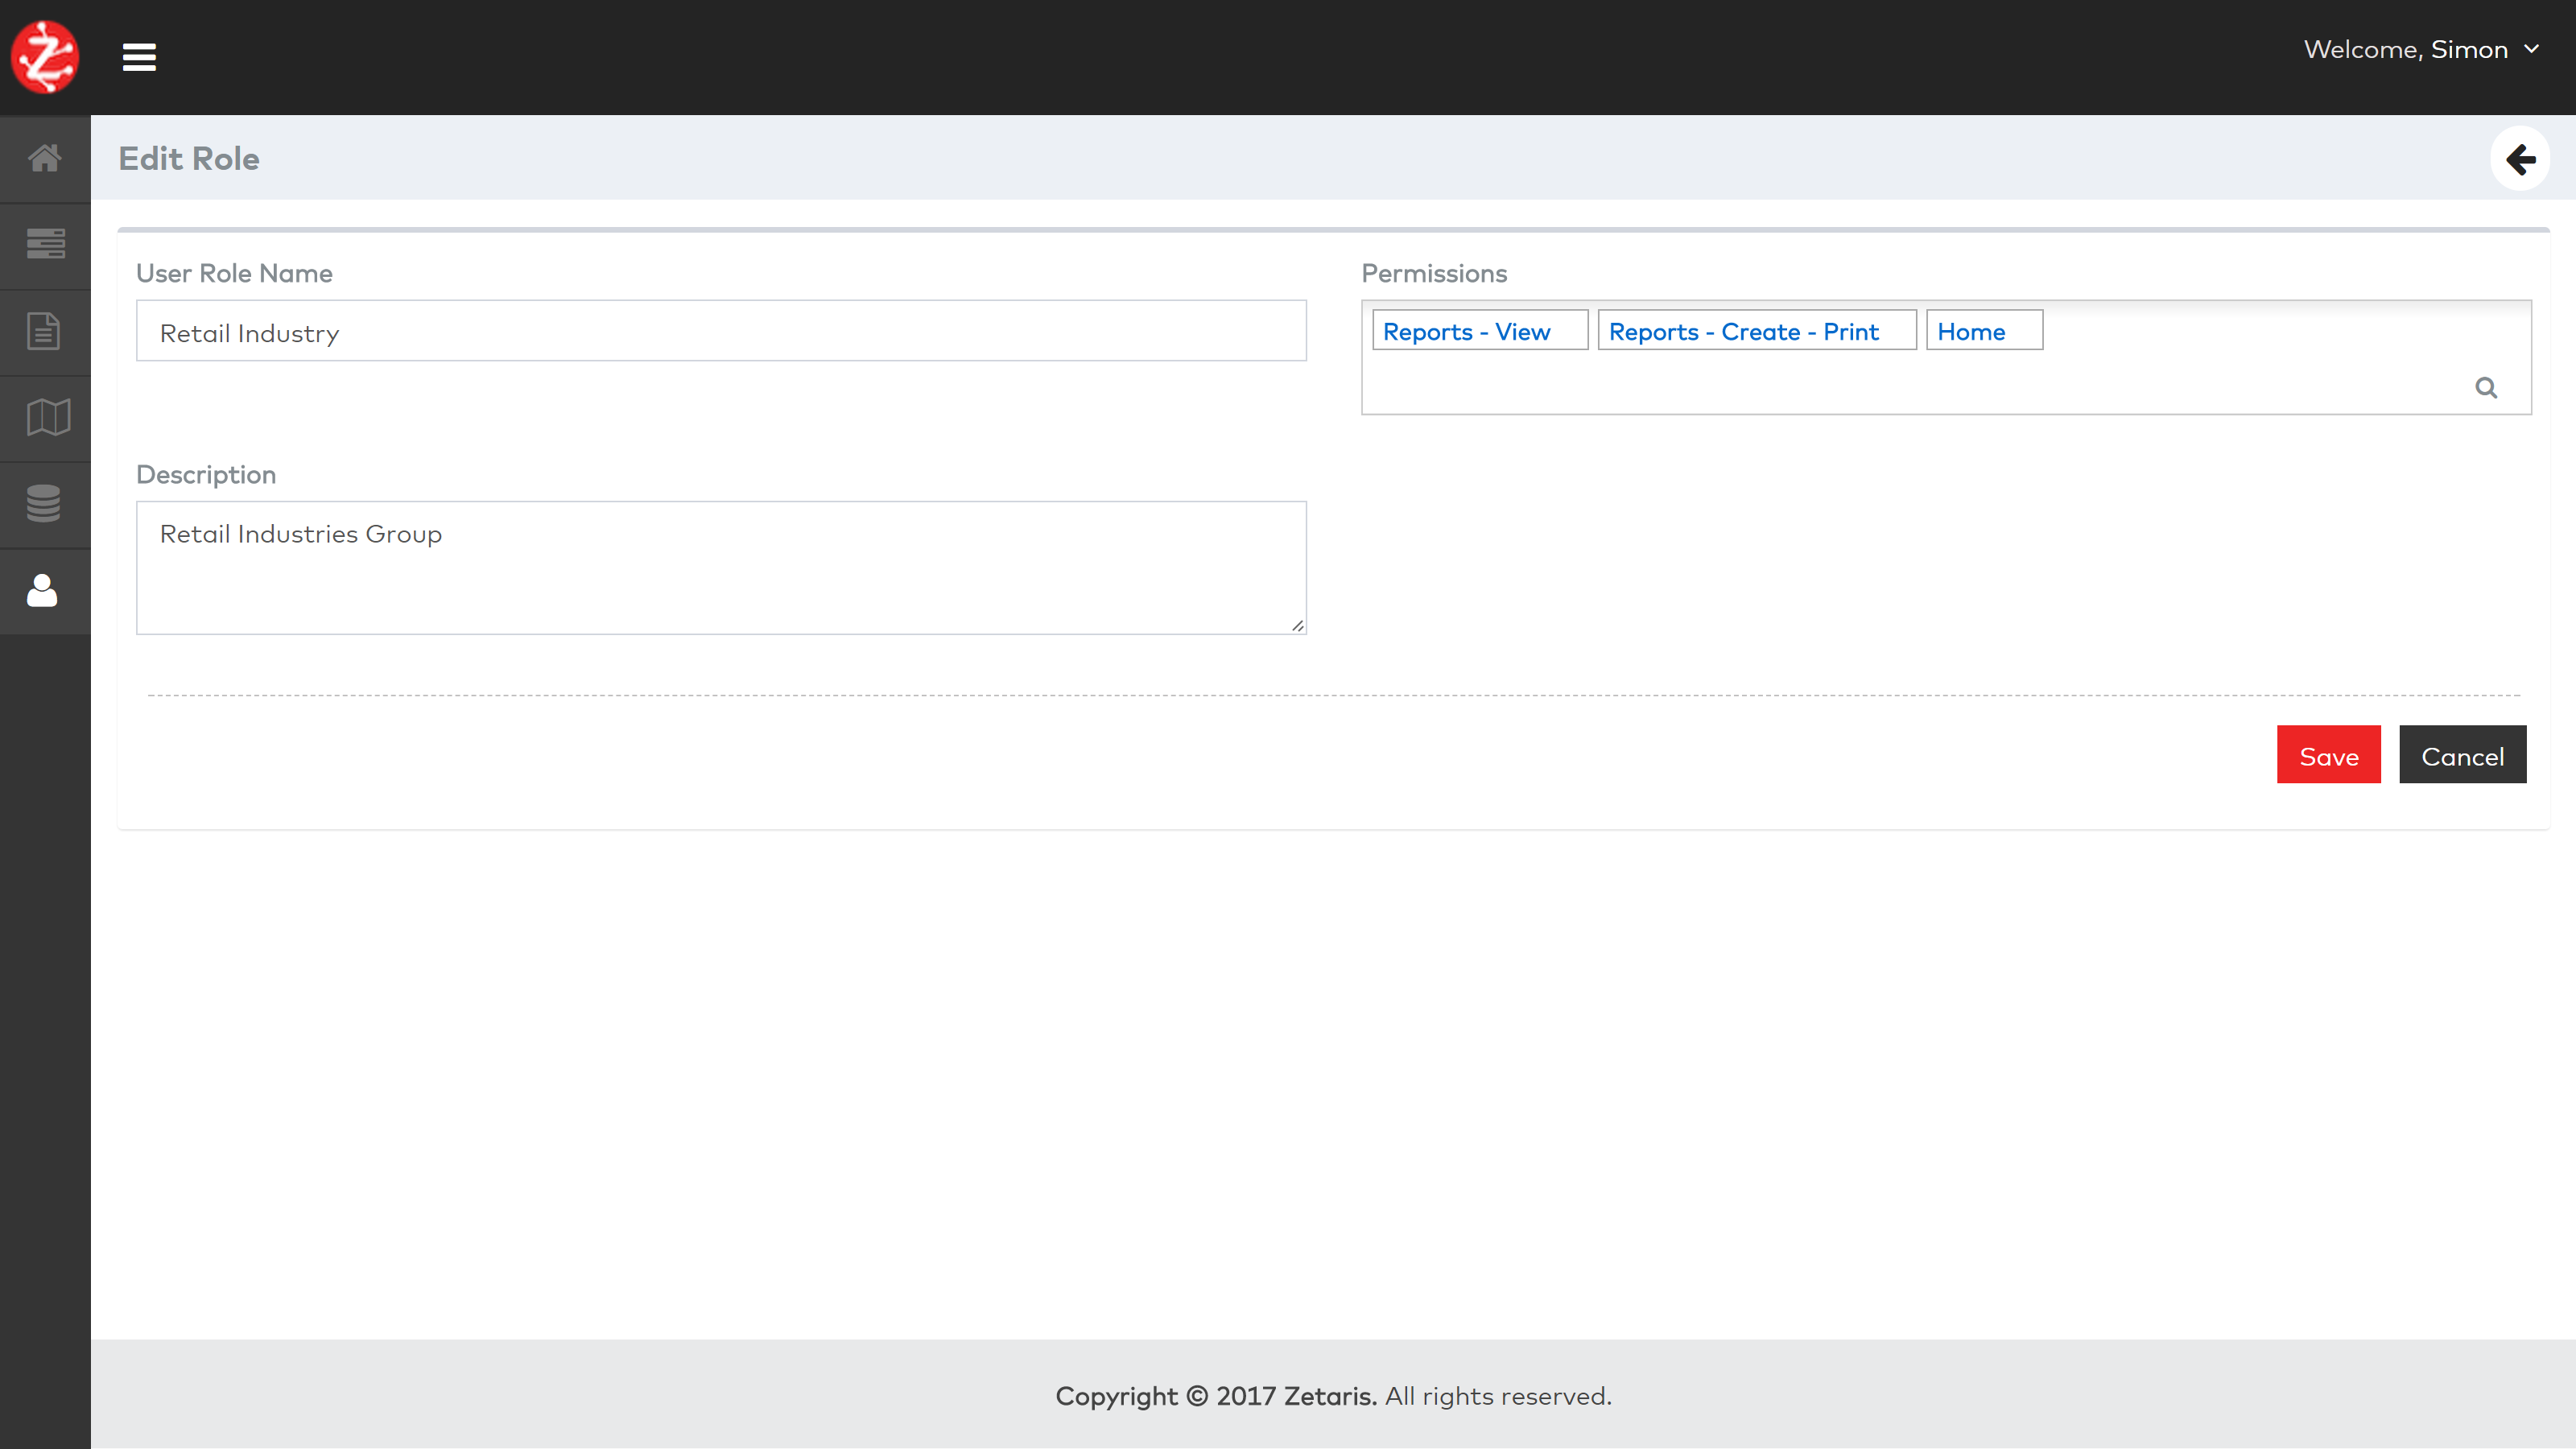 Welcome, Simon
Edit Role
User Role Name
Retail Industry
Permissions
Reports - View
Reports - Create - Print
Home
Description
Retail Industries Group
Save
Cancel
Copyright © 2017 Zetaris. All rights reserved.